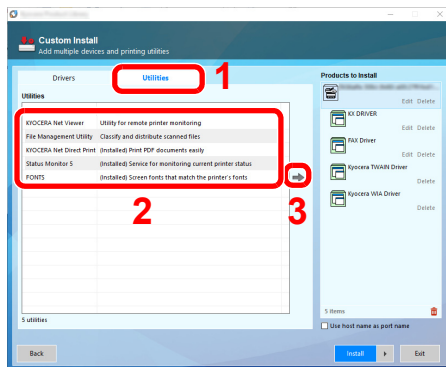 Custom Install
Add multiple devices and printing utilities
Drivers
Utilities
1
Products to Install
Utilities
Edit Delete
KX DRIVER
Edit Delete
FAX Driver
Edit Delete
Kyocera TWAIN Driver
Delete
Kyocera WIA Driver
Delete
KYOCERA Net Viewer Utility for remote printer monitoring
File Management Utility Classify and distribute scanned files
KYOCERA Net Direct Print (Installed) Print PDF documents easily
Status Monitor 5 (Installed) Service for monitoring current printer status
FONTS (Installed) Screen fonts that match the printer's fonts
2
3
5 items
5 utilities
Use host name as port name
Back
Install
Exit